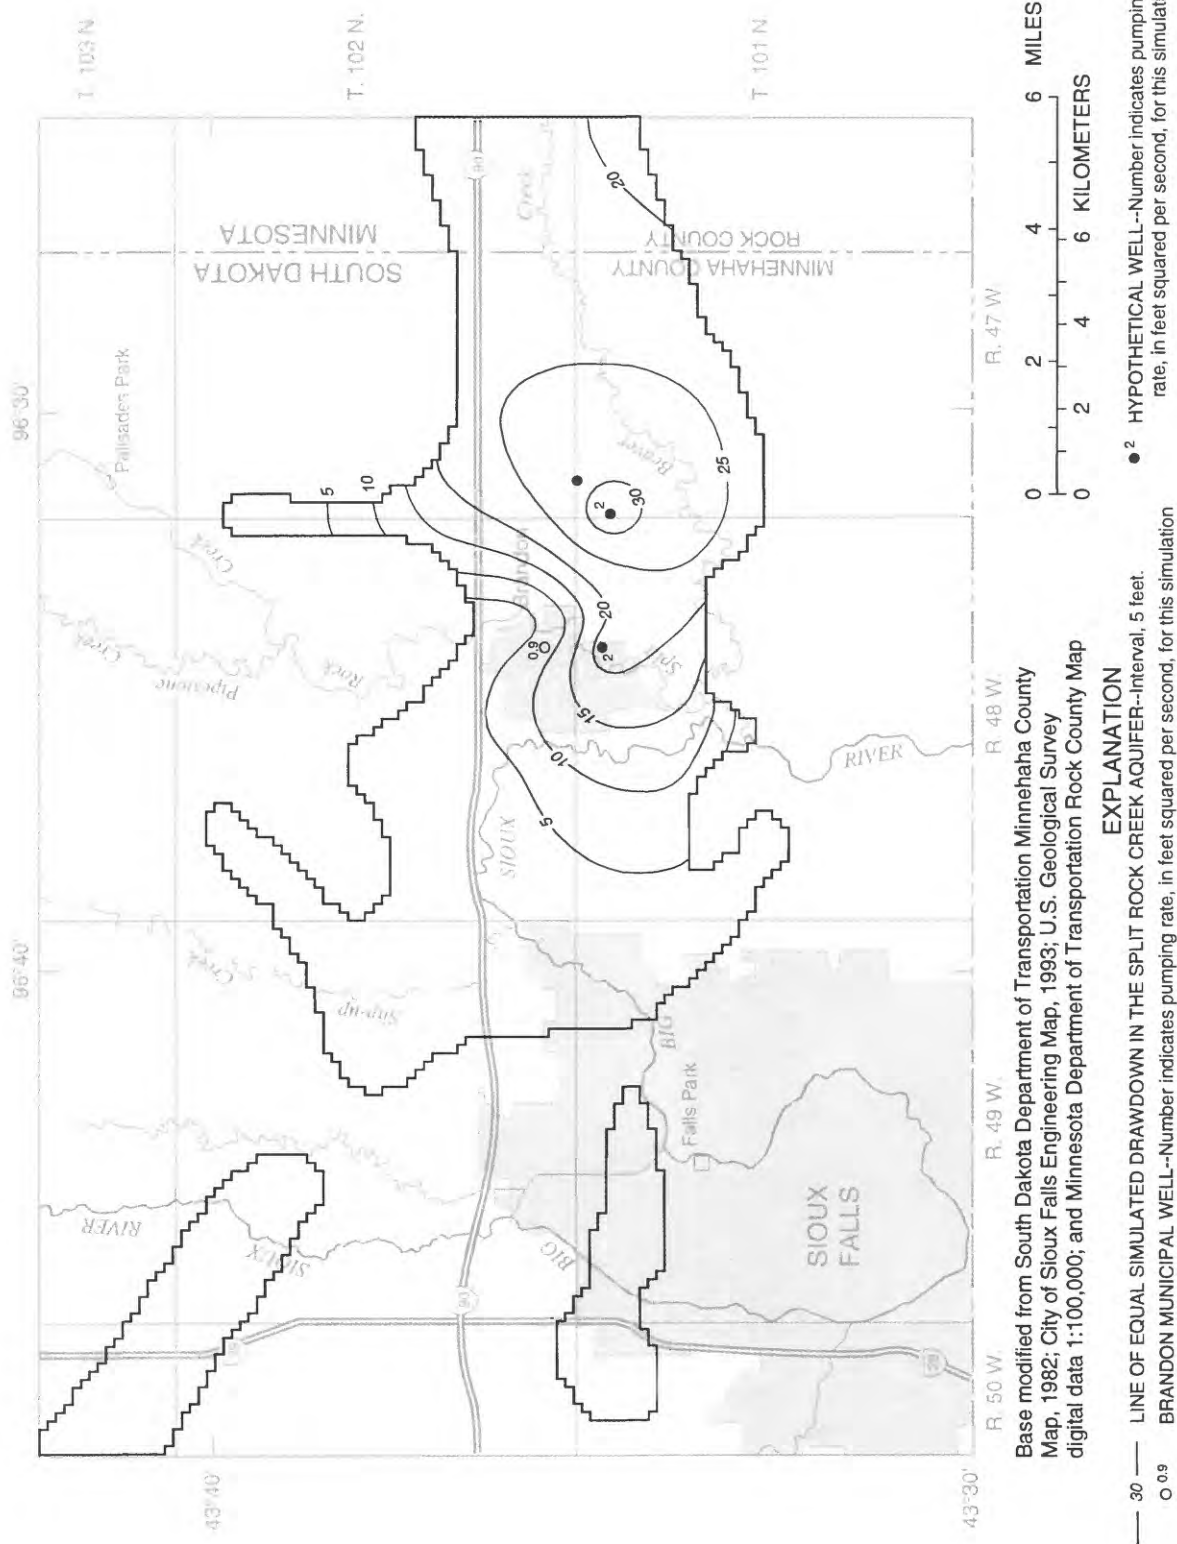 96°40'
96°30'
43°40'
43°30'
T. 103 N.
T. 102 N.
T. 101 N.
R. 50 W.
R. 49 W.
R. 48 W.
R. 47 W.
Palisades Park
MINNESOTA
SOUTH DAKOTA
ROCK COUNTY
MINNEHAHA COUNTY
Creek
Pipestone
Creek
Rock
Creek
Beaver
Creek
Split
Brandon
RIVER
SIOUX
BIG
BIG
SIOUX
RIVER
Falls Park
SIOUX
FALLS
90
90
5
10
20
25
30
20
15
10
5
0.9
2
2
Base modified from South Dakota Department of Transportation Minnehaha County
Map, 1982; City of Sioux Falls Engineering Map, 1993; U.S. Geological Survey
digital data 1:100,000; and Minnesota Department of Transportation Rock County Map
0 2 4 6 MILES
0 2 4 6 KILOMETERS
EXPLANATION
30 LINE OF EQUAL SIMULATED DRAWDOWN IN THE SPLIT ROCK CREEK AQUIFER--Interval, 5 feet.
0.9 BRANDON MUNICIPAL WELL--Number indicates pumping rate, in feet squared per second, for this simulation
2 HYPOTHETICAL WELL--Number indicates pumping
rate, in feet squared per second, for this